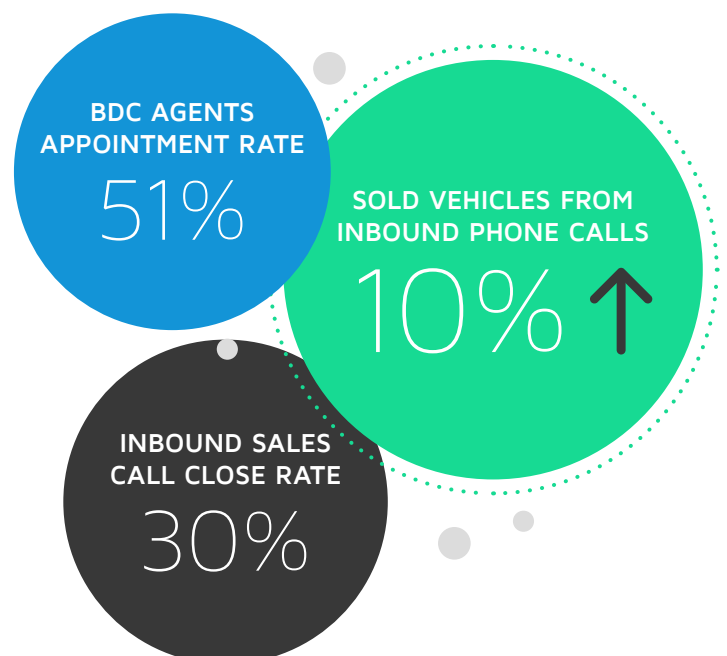 BDC AGENTS
APPOINTMENT RATE
51%
SOLD VEHICLES FROM
INBOUND PHONE CALLS
10%
INBOUND SALES
CALL CLOSE RATE
30%